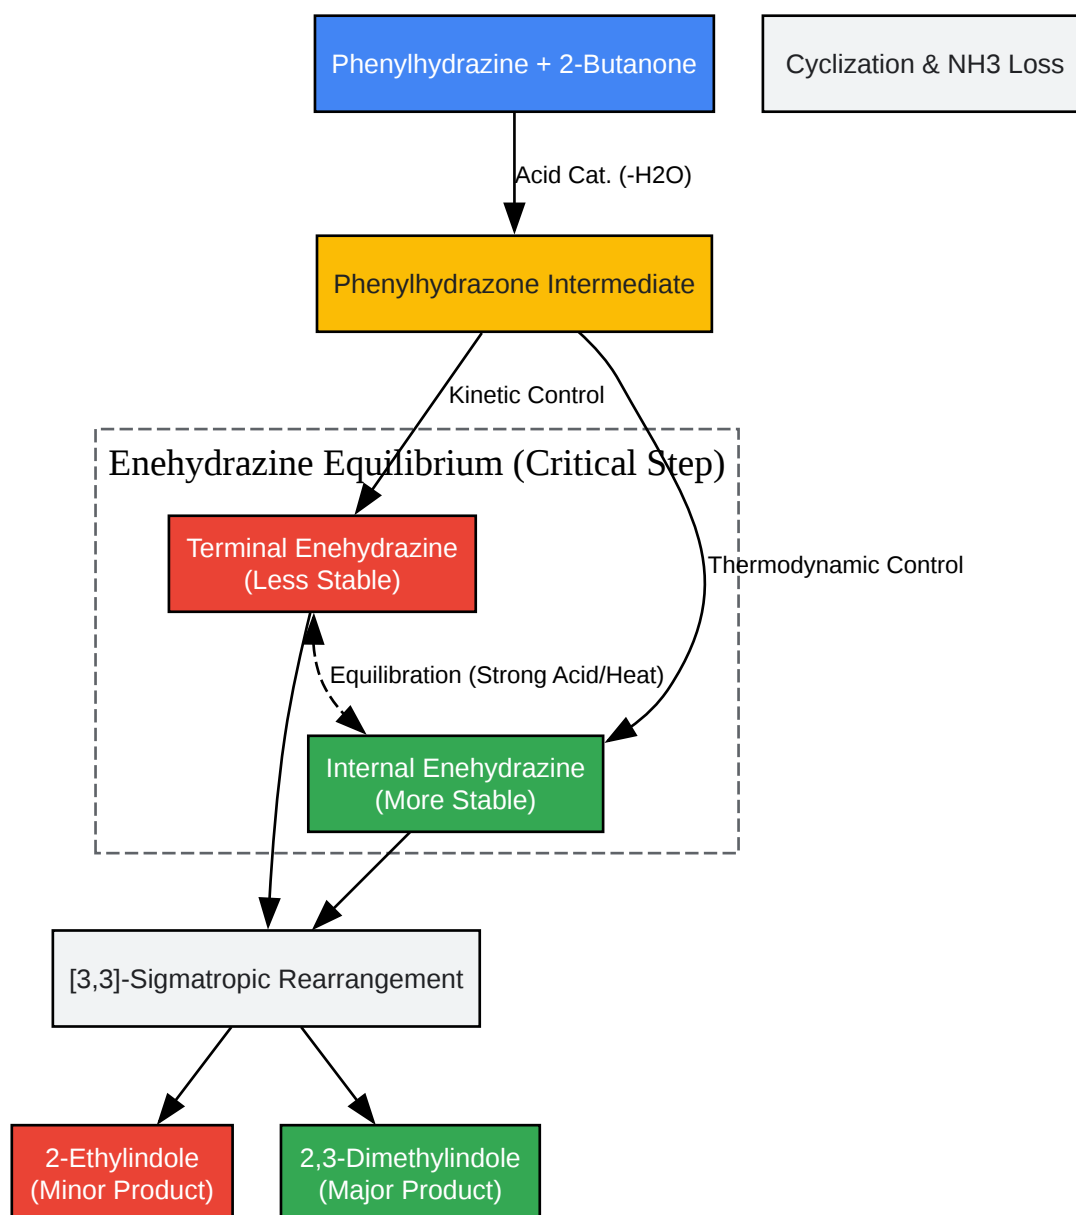 Phenylhydrazine + 2-Butanone
Cyclization & NH3 Loss
Acid Cat. (-H2O)
Phenylhydrazone Intermediate
Kinetic Control
Enehydrazine Equilibrium (Critical Step)
Terminal Enehydrazine
(Less Stable)
Thermodynamic Control
Equilibration (Strong Acid/Heat)
Internal Enehydrazine
(More Stable)
[3,3]-Sigmatropic Rearrangement
2-Ethylindole
(Minor Product)
2,3-Dimethylindole
(Major Product)